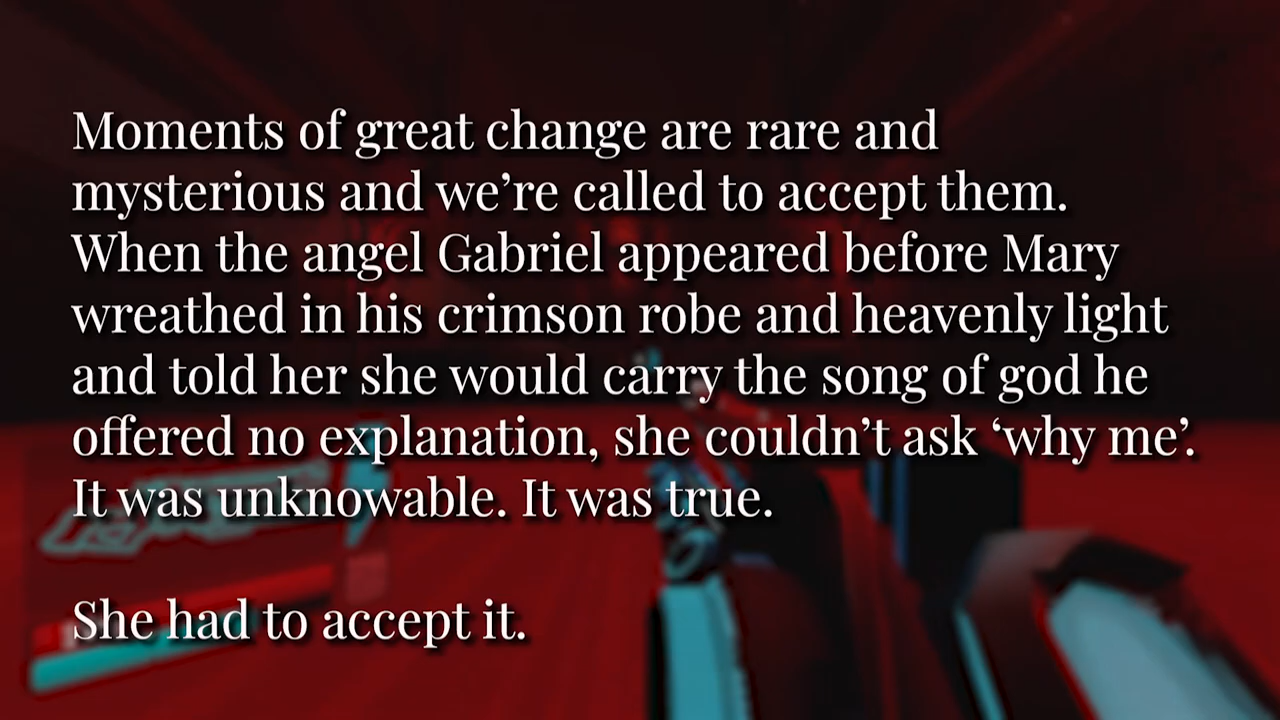 Moments of great change are rare and
mysterious and we’re called to accept them.
When the angel Gabriel appeared before Mary
wreathed in his crimson robe and heavenly light
and told her she would carry the song of god he
offered no explanation, she couldn’t ask ‘why me’.
It was unknowable. It was true.
She had to accept it.